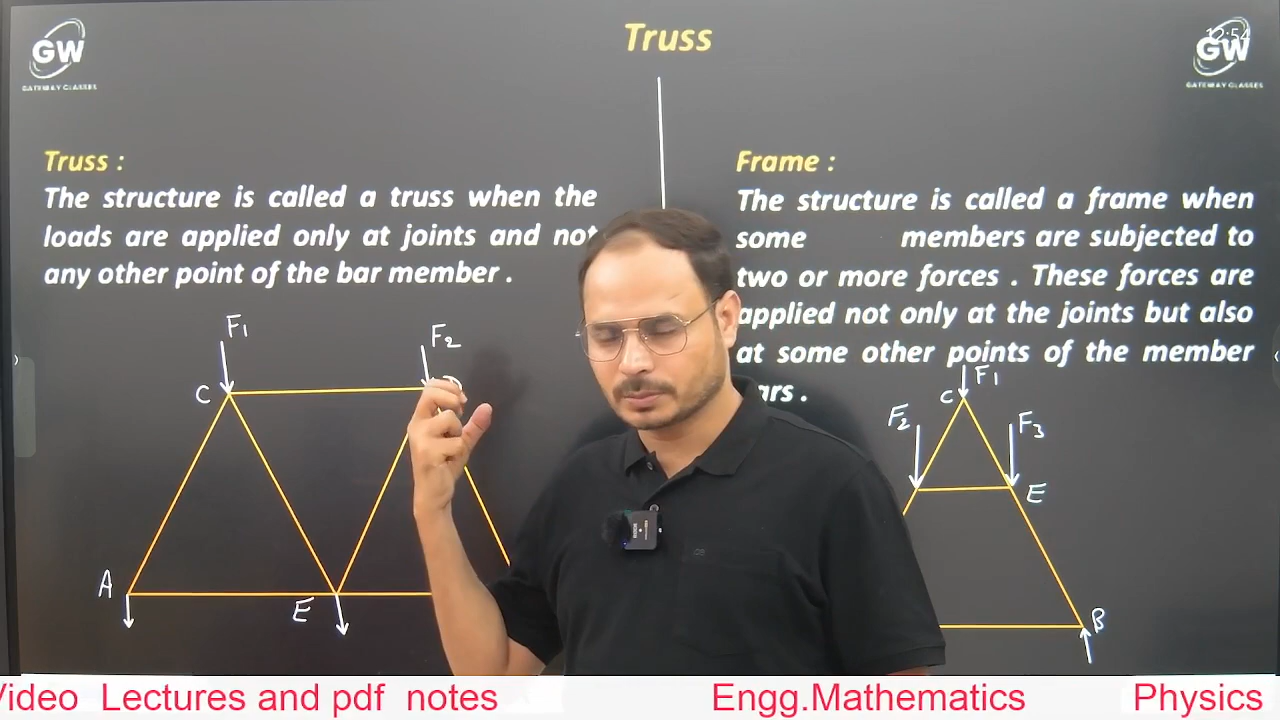 GW
GATEWAY CLASSES
Truss
12:54
GW
GATEWAY CLASSES
Truss :
The structure is called a truss when the
loads are applied only at joints and not
any other point of the bar member .
Frame :
The structure is called a frame when
some members are subjected to
two or more forces . These forces are
applied not only at the joints but also
at some other points of the member
ars .
F1
F2
C
A
E
F1
C
F2
F3
E
B
Video Lectures and pdf notes
Engg.Mathematics
Physics